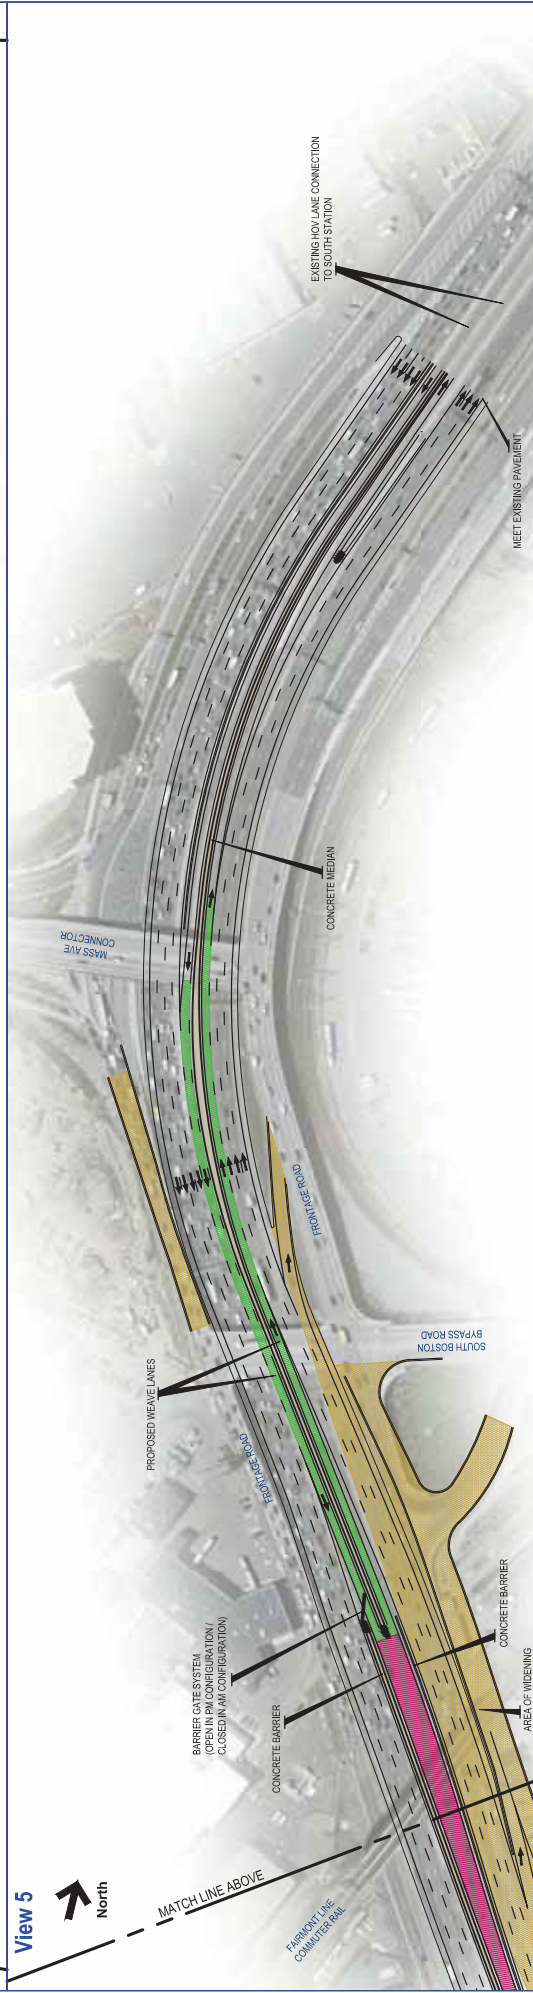 View 5
North
MATCH LINE ABOVE
FAIRMONT LINE
COMMUTER RAIL
BARRIER GATE SYSTEM
(OPEN IN PM CONFIGURATION /
CLOSED IN AM CONFIGURATION)
CONCRETE BARRIER
CONCRETE BARRIER
AREA OF WIDENING
FRONTAGE ROAD
PROPOSED WEAVE LANES
SOUTH BOSTON
BYPASS ROAD
FRONTAGE ROAD
MASS AVE
CONNECTOR
CONCRETE MEDIAN
EXISTING HOV LANE CONNECTION
TO SOUTH STATION
MEET EXISTING PAVEMENT